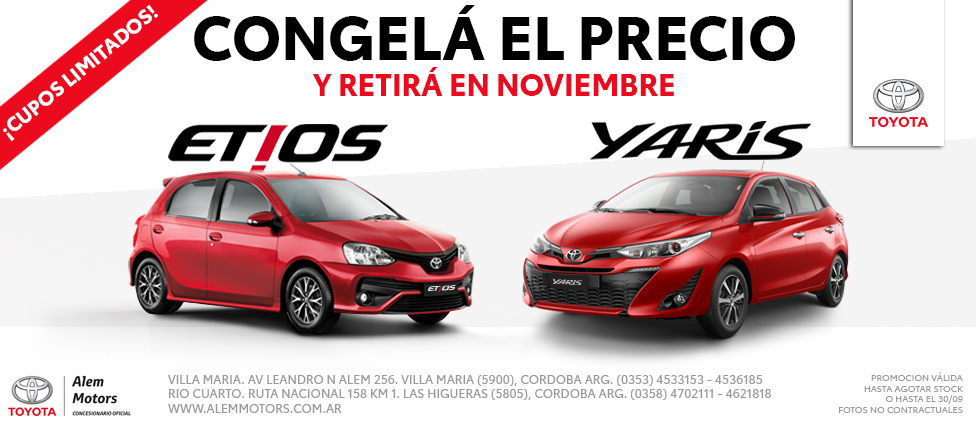 ¡CUPOS LIMITADOS!
CONGELÁ EL PRECIO
Y RETIRÁ EN NOVIEMBRE
TOYOTA
ETIOS
YARIS
ETIOS
YARIS
TOYOTA
Alem
Motors
CONCESIONARIO OFICIAL
VILLA MARIA. AV LEANDRO N ALEM 256. VILLA MARIA (5900), CORDOBA ARG. (0353) 4533153 - 4536185
RIO CUARTO. RUTA NACIONAL 158 KM 1. LAS HIGUERAS (5805), CORDOBA ARG. (0358) 4702111 - 4621818
WWW.ALEMMOTORS.COM.AR
PROMOCION VÁLIDA
HASTA AGOTAR STOCK
O HASTA EL 30/09
FOTOS NO CONTRACTUALES